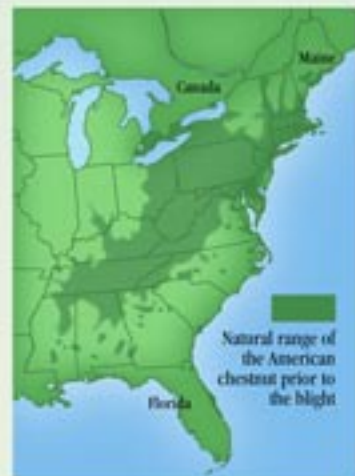 Maine
Canada
Natural range of
the American
chestnut prior to
the blight
Florida